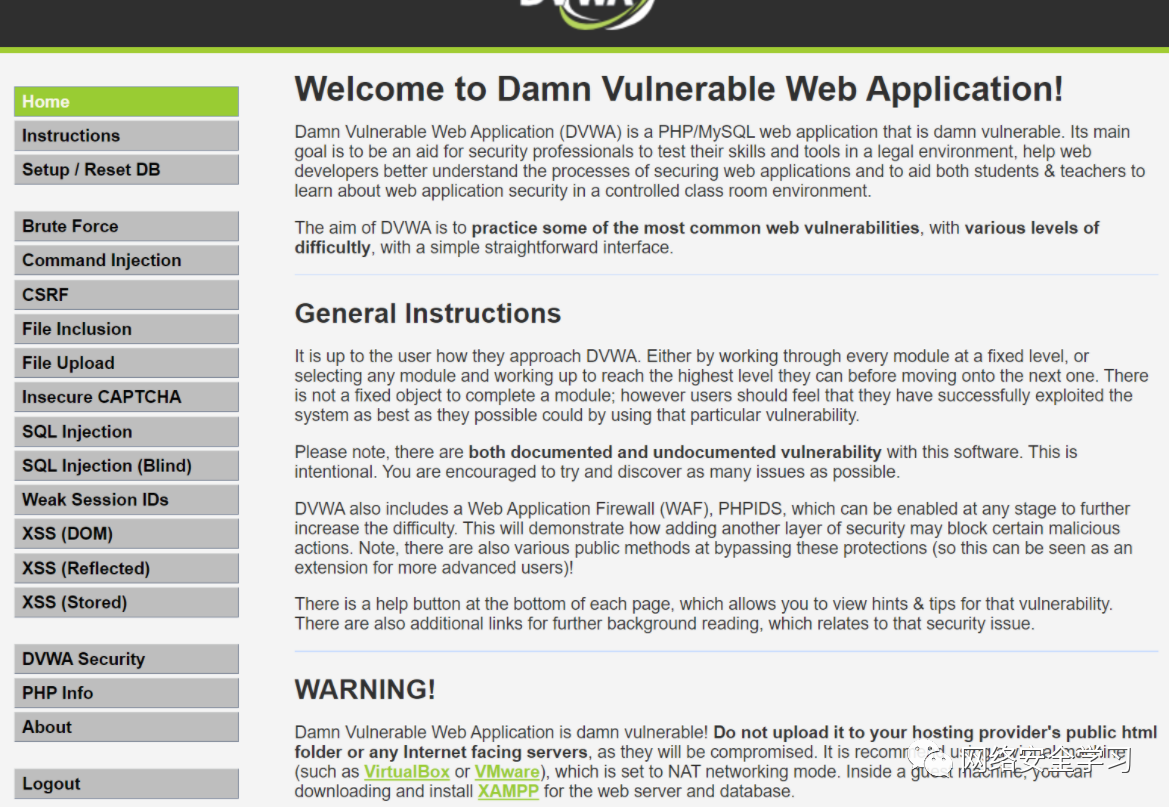 DVWA
Home
Instructions
Setup / Reset DB
Brute Force
Command Injection
CSRF
File Inclusion
File Upload
Insecure CAPTCHA
SQL Injection
SQL Injection (Blind)
Weak Session IDs
XSS (DOM)
XSS (Reflected)
XSS (Stored)
DVWA Security
PHP Info
About
Logout
Welcome to Damn Vulnerable Web Application!
Damn Vulnerable Web Application (DVWA) is a PHP/MySQL web application that is damn vulnerable. Its main
goal is to be an aid for security professionals to test their skills and tools in a legal environment, help web
developers better understand the processes of securing web applications and to aid both students & teachers to
learn about web application security in a controlled class room environment.
The aim of DVWA is to practice some of the most common web vulnerabilities, with various levels of
difficultly, with a simple straightforward interface.
General Instructions
It is up to the user how they approach DVWA. Either by working through every module at a fixed level, or
selecting any module and working up to reach the highest level they can before moving onto the next one. There
is not a fixed object to complete a module; however users should feel that they have successfully exploited the
system as best as they possible could by using that particular vulnerability.
Please note, there are both documented and undocumented vulnerability with this software. This is
intentional. You are encouraged to try and discover as many issues as possible.
DVWA also includes a Web Application Firewall (WAF), PHPIDS, which can be enabled at any stage to further
increase the difficulty. This will demonstrate how adding another layer of security may block certain malicious
actions. Note, there are also various public methods at bypassing these protections (so this can be seen as an
extension for more advanced users)!
There is a help button at the bottom of each page, which allows you to view hints & tips for that vulnerability.
There are also additional links for further background reading, which relates to that security issue.
WARNING!
Damn Vulnerable Web Application is damn vulnerable! Do not upload it to your hosting provider's public html
folder or any Internet facing servers, as they will be compromised. It is recommend using
(such as VirtualBox or VMware), which is set to NAT networking mode. Inside a guest machine, you can
downloading and install XAMPP for the web server and database.
网络安全学习